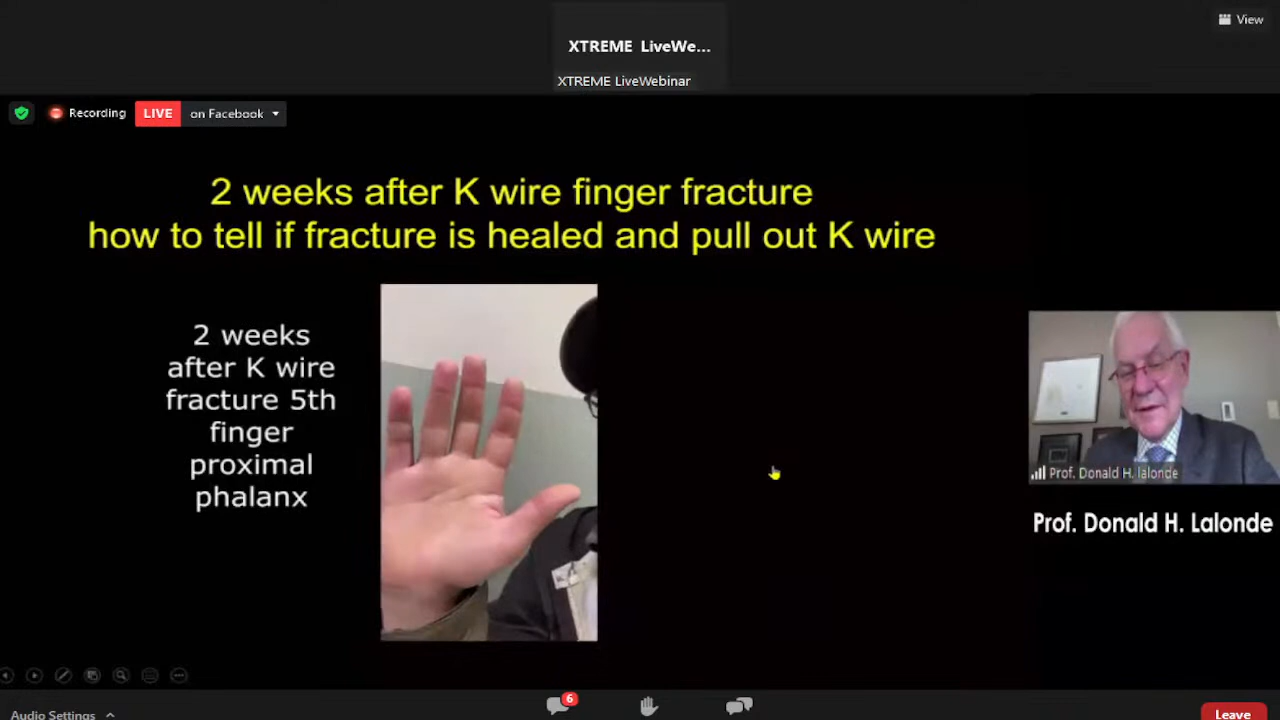 XTREME LiveWe...
View
XTREME LiveWebinar
Recording
LIVE
on Facebook
2 weeks after K wire finger fracture
how to tell if fracture is healed and pull out K wire
2 weeks
after K wire
fracture 5th
finger
proximal
phalanx
Prof. Donald H. lalonde
Prof. Donald H. Lalonde
6
Audio Settings
Leave